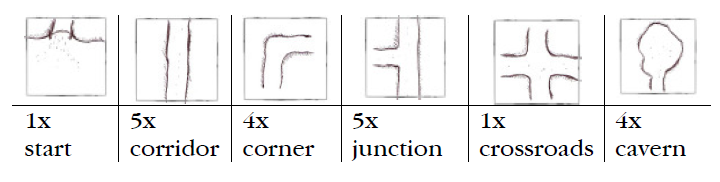 1x 5x 4x 5x 1x 4x
start corridor corner junction crossroads cavern